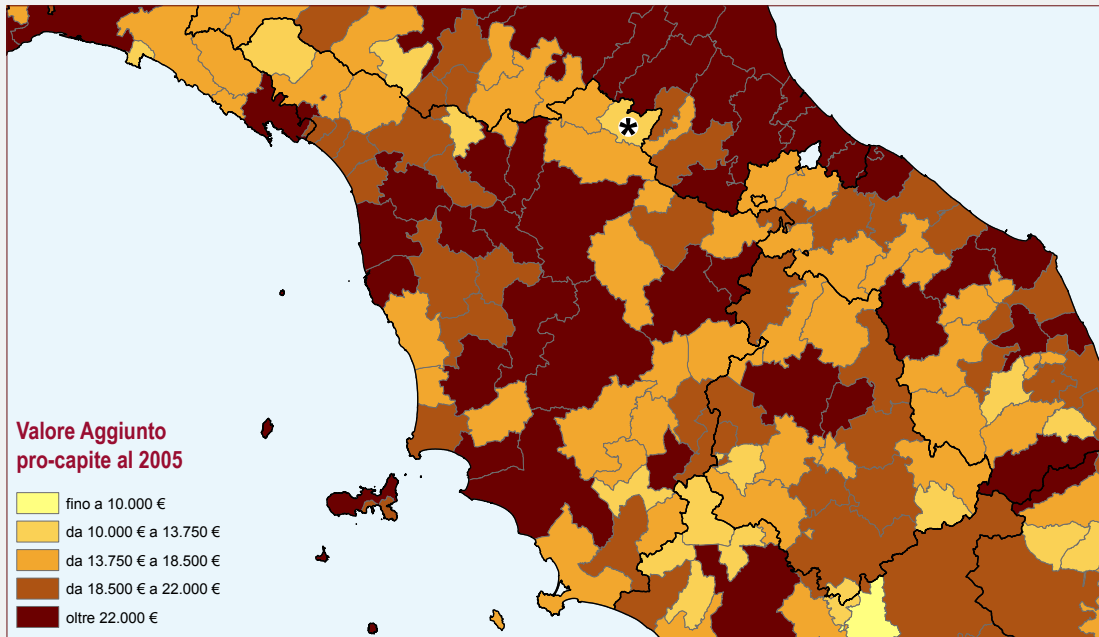 *
Valore Aggiunto
pro-capite al 2005
fino a 10.000 €
da 10.000 € a 13.750 €
da 13.750 € a 18.500 €
da 18.500 € a 22.000 €
oltre 22.000 €